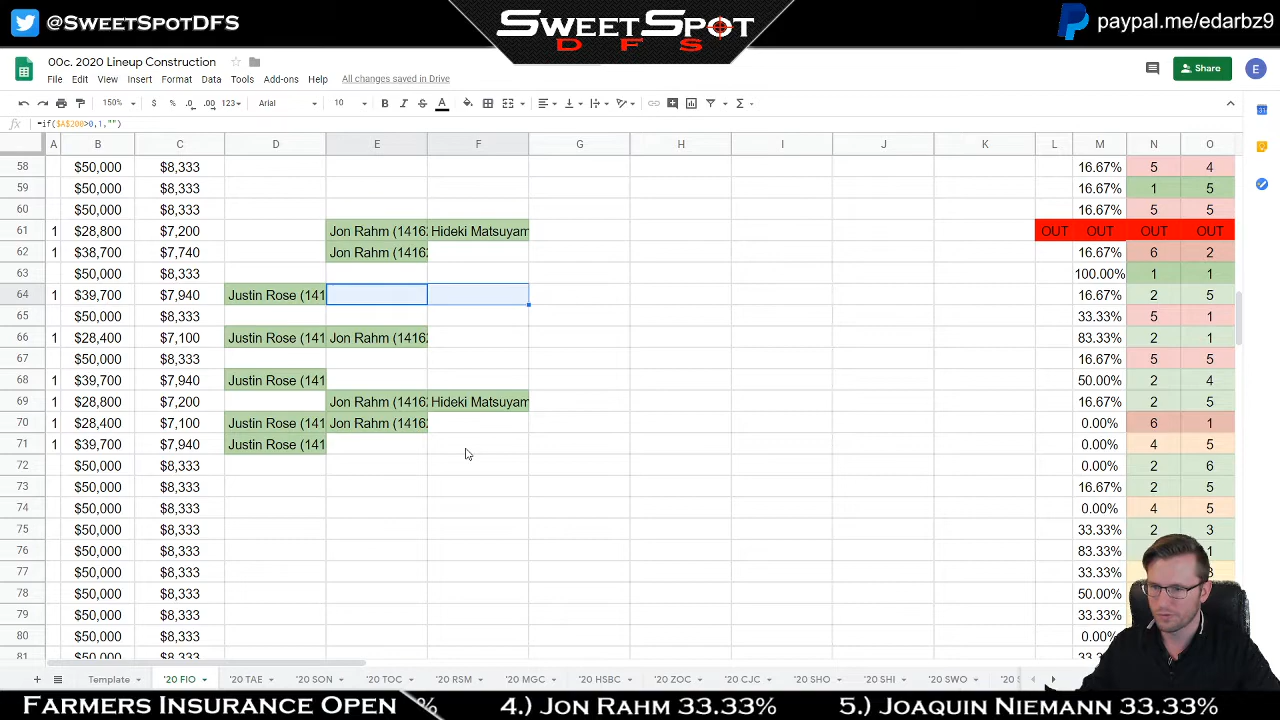 @SweetSpotDFS
SweetSpot
DFS
paypal.me/edarbz9
00c. 2020 Lineup Construction
Share
E
File Edit View Insert Format Data Tools Add-ons Help All changes saved in Drive
150% $ % .0 .00 123 Arial 10 B I S A
=if($A$200>0,1,"")
A B C D E F G H I J K L M N O
58 $50,000 $8,333 16.67% 5 4
59 $50,000 $8,333 16.67% 1 5
60 $50,000 $8,333 16.67% 5 5
61 1 $28,800 $7,200 Jon Rahm (1416 Hideki Matsuyam OUT OUT OUT OUT
62 1 $38,700 $7,740 Jon Rahm (1416 16.67% 6 2
63 $50,000 $8,333 100.00% 1 1
64 1 $39,700 $7,940 Justin Rose (141 16.67% 2 5
65 $50,000 $8,333 33.33% 5 1
66 1 $28,400 $7,100 Justin Rose (141 Jon Rahm (1416 83.33% 2 1
67 $50,000 $8,333 16.67% 5 5
68 1 $39,700 $7,940 Justin Rose (141 50.00% 2 4
69 1 $28,800 $7,200 Jon Rahm (1416 Hideki Matsuyam 16.67% 2 5
70 1 $28,400 $7,100 Justin Rose (141 Jon Rahm (1416 0.00% 6 1
71 1 $39,700 $7,940 Justin Rose (141 0.00% 4 5
72 $50,000 $8,333 0.00% 2 6
73 $50,000 $8,333 16.67% 2 5
74 $50,000 $8,333 0.00% 4 5
75 $50,000 $8,333 33.33% 2 3
76 $50,000 $8,333 83.33% 1
77 $50,000 $8,333 33.33%
78 $50,000 $8,333 50.00%
79 $50,000 $8,333 33.33%
80 $50,000 $8,333 0.00%
81 $50,000 $8,333
Template '20 FIO '20 TAE '20 SON '20 TOC '20 RSM '20 MGC '20 HSBC '20 ZOC '20 CJC '20 SHO '20 SHI '20 SWO '20
Farmers Insurance Open % 4.) Jon Rahm 33.33% 5.) Joaquin Niemann 33.33%